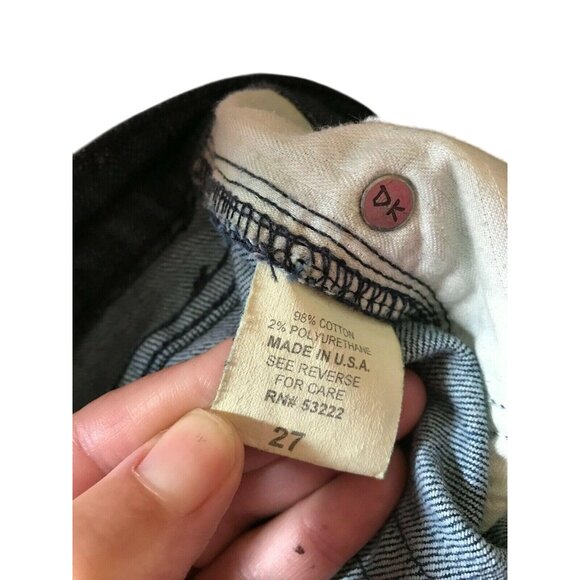 DK
98% COTTON
2% POLYURETHANE
MADE IN U.S.A.
SEE REVERSE
FOR CARE
RN# 53222
27